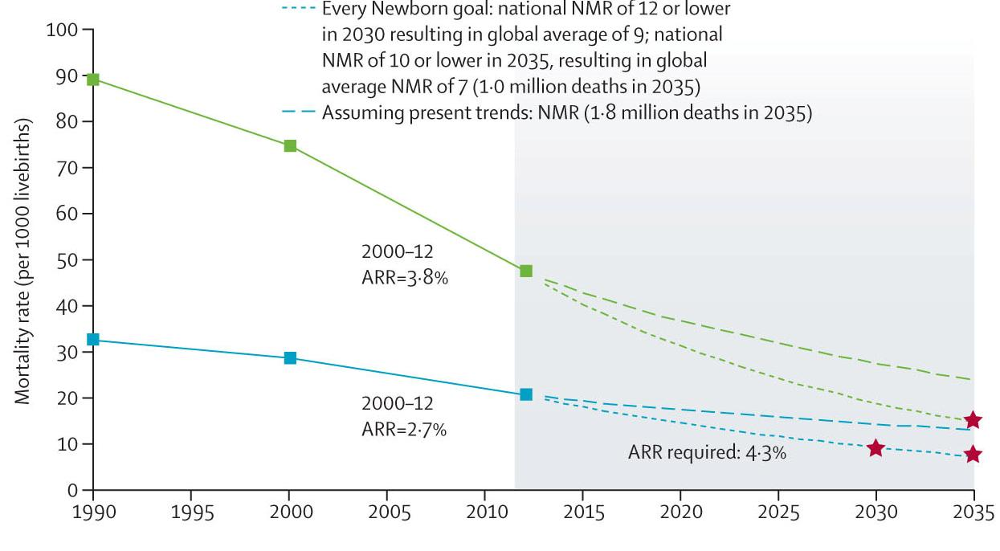 Every Newborn goal: national NMR of 12 or lower
in 2030 resulting in global average of 9; national
NMR of 10 or lower in 2035, resulting in global
average NMR of 7 (1·0 million deaths in 2035)
Assuming present trends: NMR (1·8 million deaths in 2035)
Mortality rate (per 1000 livebirths)
100
90
80
70
60
50
40
30
20
10
0
2000–12
ARR=3·8%
2000–12
ARR=2·7%
ARR required: 4·3%
1990 1995 2000 2005 2010 2015 2020 2025 2030 2035